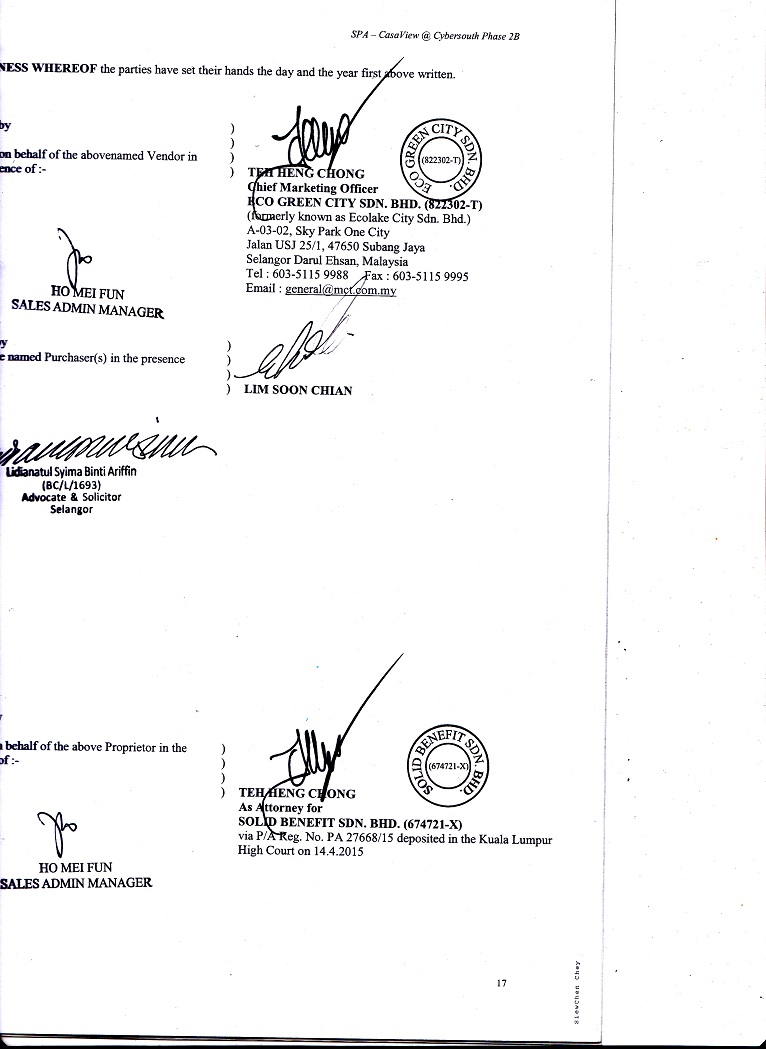 SPA – CasaView @ Cybersouth Phase 2B
NESS WHEREOF the parties have set their hands the day and the year first above written.
by )
)
on behalf of the abovenamed Vendor in )
ence of :- )
ECO GREEN CITY SDN. BHD.
(822302-T)
TEH HENG CHONG
Chief Marketing Officer
ECO GREEN CITY SDN. BHD. (822302-T)
(formerly known as Ecolake City Sdn. Bhd.)
A-03-02, Sky Park One City
Jalan USJ 25/1, 47650 Subang Jaya
Selangor Darul Ehsan, Malaysia
Tel : 603-5115 9988 Fax : 603-5115 9995
Email : general@mct.com.my
HO MEI FUN
SALES ADMIN MANAGER
y )
e named Purchaser(s) in the presence )
)
) LIM SOON CHIAN
Lidianatul Syima Binti Ariffin
(BC/L/1693)
Advocate & Solicitor
Selangor
behalf of the above Proprietor in the )
of :- )
)
)
SOLID BENEFIT SDN. BHD.
(674721-X)
TEH HENG CHONG
As Attorney for
SOLID BENEFIT SDN. BHD. (674721-X)
via P/A Reg. No. PA 27668/15 deposited in the Kuala Lumpur
High Court on 14.4.2015
HO MEI FUN
SALES ADMIN MANAGER
17
SiewChen Chey